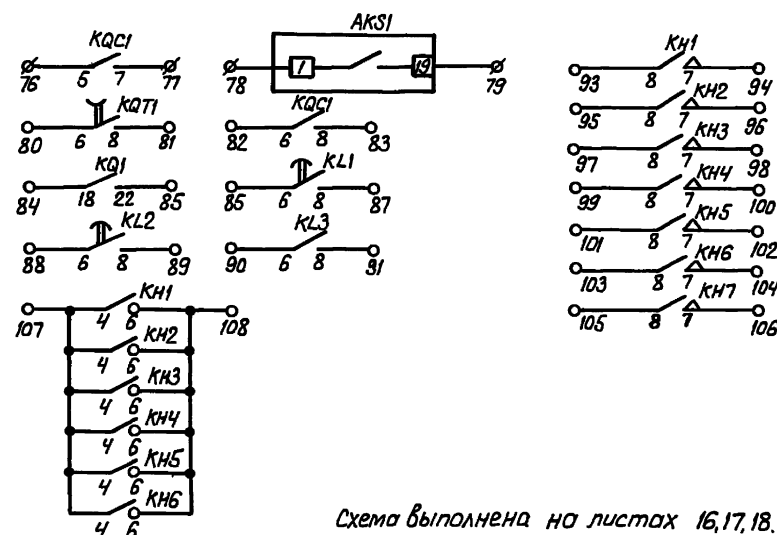 AKS1
KQC1
76 5 7 77
78 1 19 79
KH1
93 8 7 94
KQT1
80 6 8 81
KQC1
82 6 8 83
KH2
95 8 7 96
KH3
97 8 7 98
KQ1
84 18 22 85
KL1
85 6 8 87
KH4
99 8 7 100
KH5
101 8 7 102
KL2
88 6 8 89
KL3
90 6 8 91
KH6
103 8 7 104
KH7
105 8 7 106
KH1
107 4 6 108
KH2
4 6
KH3
4 6
KH4
4 6
KH5
4 6
KH6
4 6
Схема выполнена на листах 16,17,18.